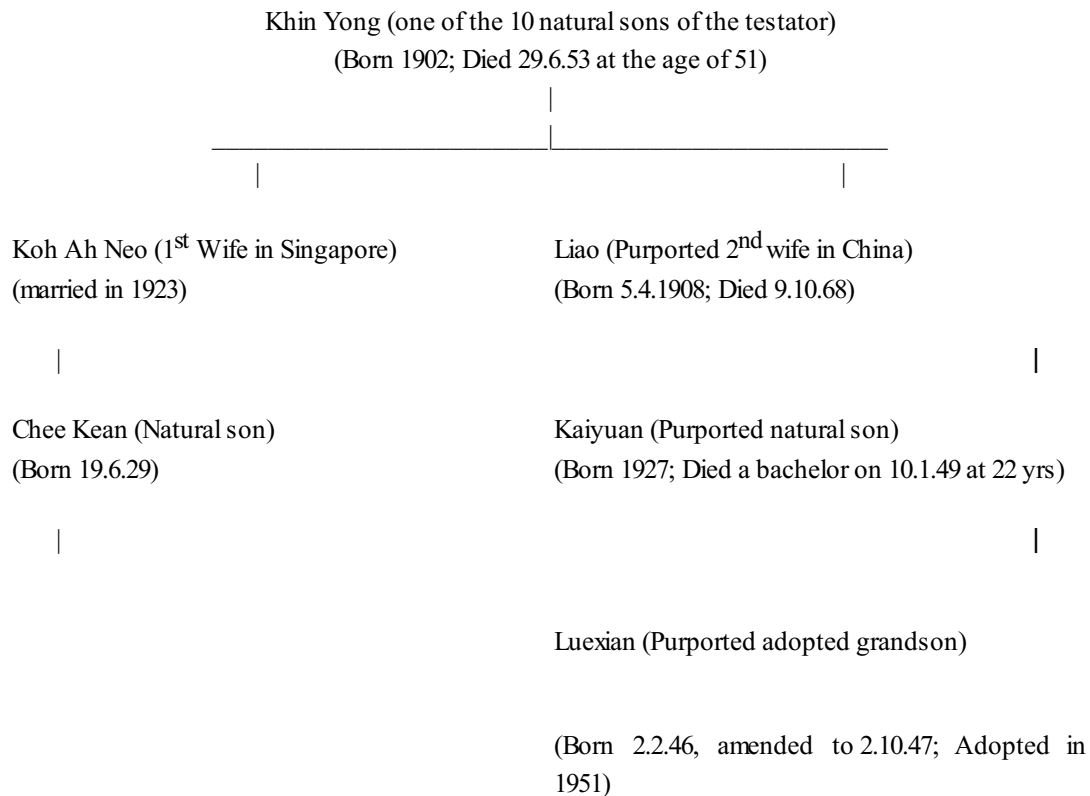 Khin Yong (one of the 10 natural sons of the testator)
(Born 1902; Died 29.6.53 at the age of 51)
Koh Ah Neo (1st Wife in Singapore)
(married in 1923)
Chee Kean (Natural son)
(Born 19.6.29)
Liao (Purported 2nd wife in China)
(Born 5.4.1908; Died 9.10.68)
Kaiyuan (Purported natural son)
(Born 1927; Died a bachelor on 10.1.49 at 22 yrs)
Luexian (Purported adopted grandson)
(Born 2.2.46, amended to 2.10.47; Adopted in
1951)